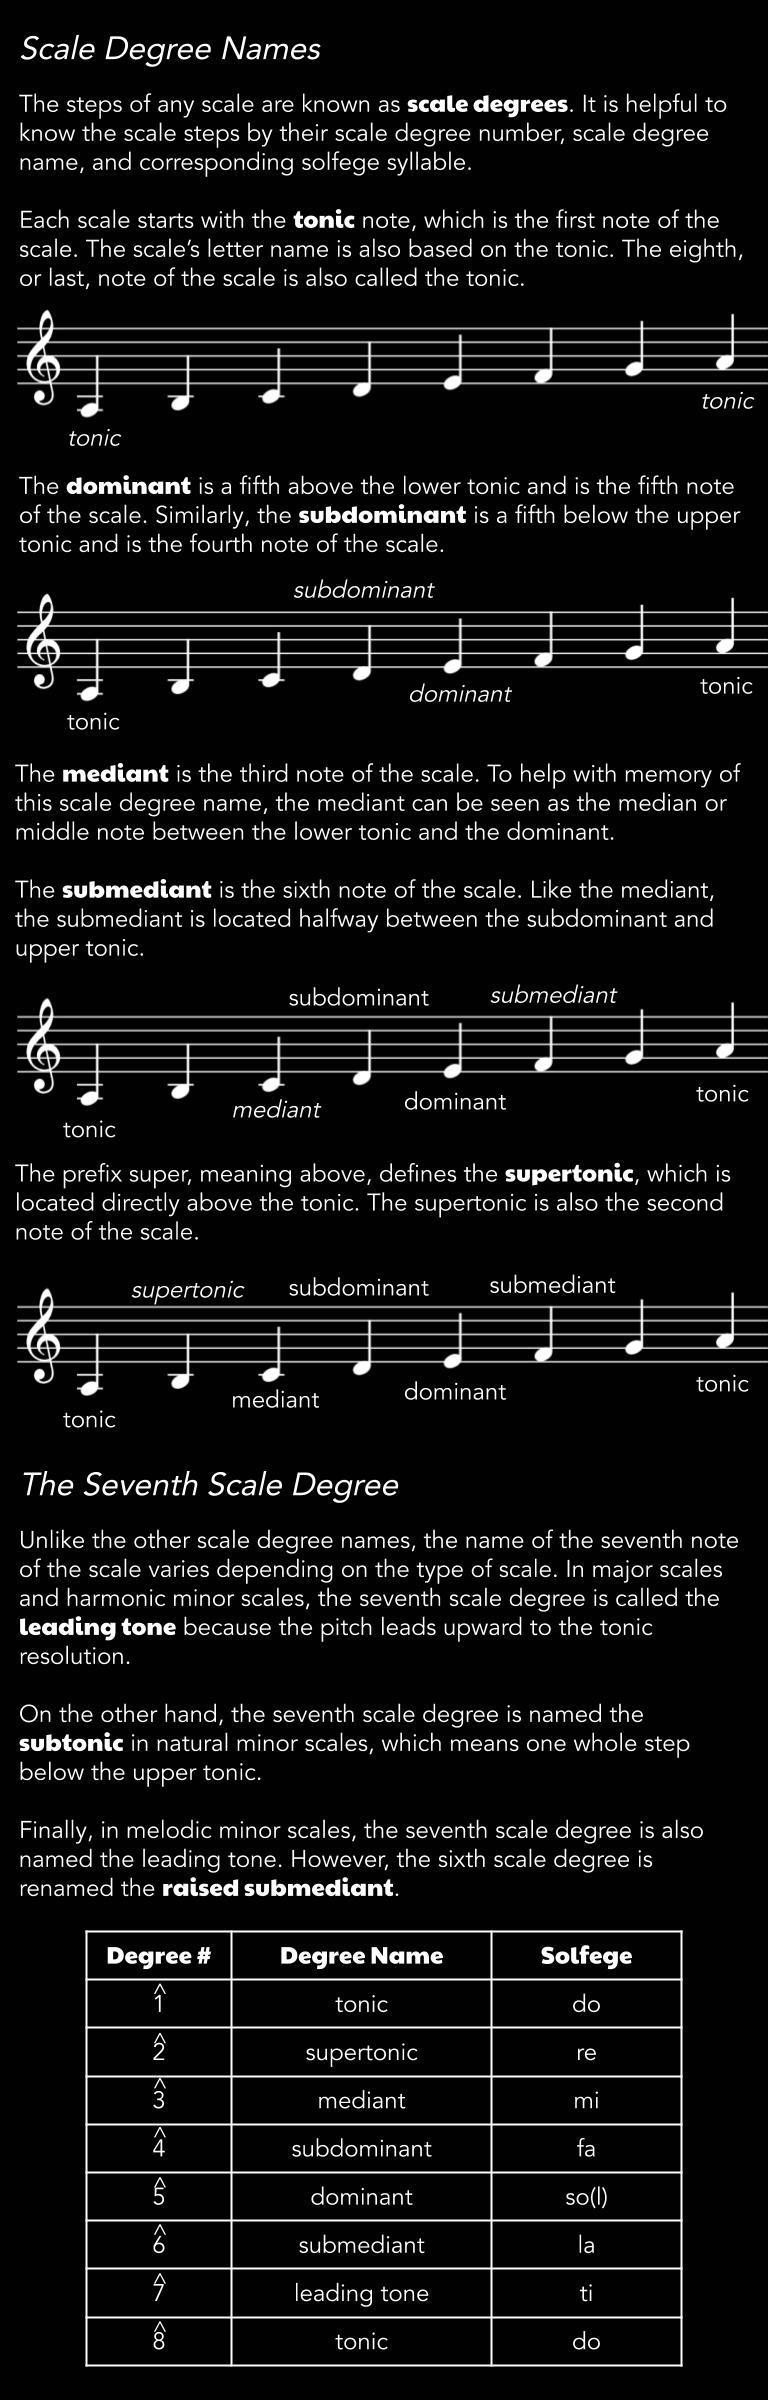 Scale Degree Names
The steps of any scale are known as scale degrees. It is helpful to
know the scale steps by their scale degree number, scale degree
name, and corresponding solfege syllable.
Each scale starts with the tonic note, which is the first note of the
scale. The scale’s letter name is also based on the tonic. The eighth,
or last, note of the scale is also called the tonic.
tonic
tonic
The dominant is a fifth above the lower tonic and is the fifth note
of the scale. Similarly, the subdominant is a fifth below the upper
tonic and is the fourth note of the scale.
subdominant
dominant
tonic
tonic
The mediant is the third note of the scale. To help with memory of
this scale degree name, the mediant can be seen as the median or
middle note between the lower tonic and the dominant.
The submediant is the sixth note of the scale. Like the mediant,
the submediant is located halfway between the subdominant and
upper tonic.
subdominant submediant
tonic mediant dominant tonic
The prefix super, meaning above, defines the supertonic, which is
located directly above the tonic. The supertonic is also the second
note of the scale.
supertonic subdominant submediant
tonic mediant dominant tonic
The Seventh Scale Degree
Unlike the other scale degree names, the name of the seventh note
of the scale varies depending on the type of scale. In major scales
and harmonic minor scales, the seventh scale degree is called the
leading tone because the pitch leads upward to the tonic
resolution.
On the other hand, the seventh scale degree is named the
subtonic in natural minor scales, which means one whole step
below the upper tonic.
Finally, in melodic minor scales, the seventh scale degree is also
named the leading tone. However, the sixth scale degree is
renamed the raised submediant.
Degree # Degree Name Solfege
1̂ tonic do
2̂ supertonic re
3̂ mediant mi
4̂ subdominant fa
5̂ dominant so(l)
6̂ submediant la
7̂ leading tone ti
8̂ tonic do